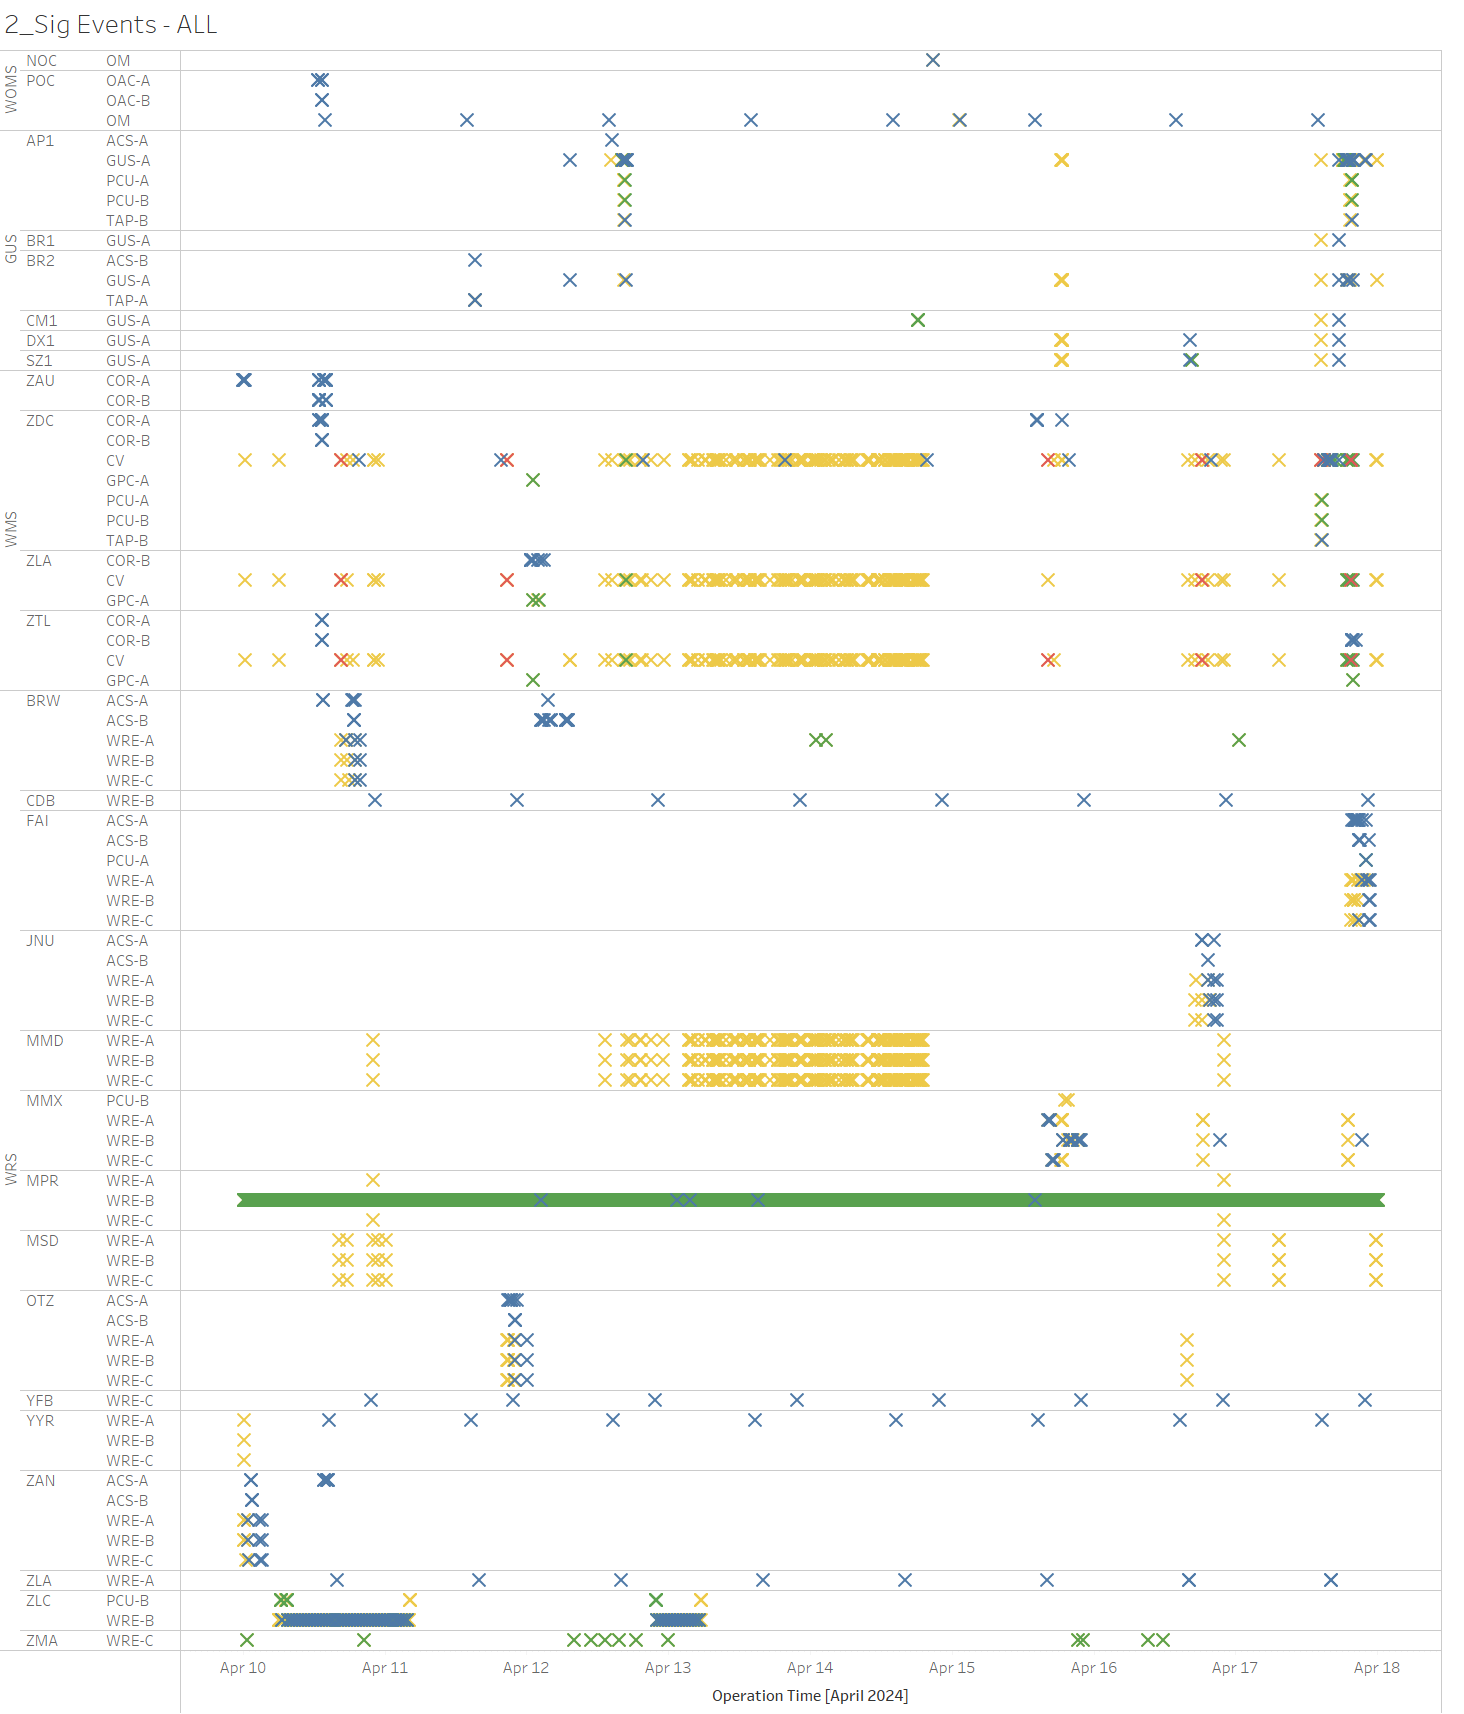 2_Sig Events - ALL
WOMS
NOC OM
POC OAC-A
OAC-B
OM
GUS
AP1 ACS-A
GUS-A
PCU-A
PCU-B
TAP-B
BR1 GUS-A
BR2 ACS-B
GUS-A
TAP-A
CM1 GUS-A
DX1 GUS-A
SZ1 GUS-A
WMS
ZAU COR-A
COR-B
ZDC COR-A
COR-B
CV
GPC-A
PCU-A
PCU-B
TAP-B
ZLA COR-B
CV
GPC-A
ZTL COR-A
COR-B
CV
GPC-A
WRS
BRW ACS-A
ACS-B
WRE-A
WRE-B
WRE-C
CDB WRE-B
FAI ACS-A
ACS-B
PCU-A
WRE-A
WRE-B
WRE-C
JNU ACS-A
ACS-B
WRE-A
WRE-B
WRE-C
MMD WRE-A
WRE-B
WRE-C
MMX PCU-B
WRE-A
WRE-B
WRE-C
MPR WRE-A
WRE-B
WRE-C
MSD WRE-A
WRE-B
WRE-C
OTZ ACS-A
ACS-B
WRE-A
WRE-B
WRE-C
YFB WRE-C
YYR WRE-A
WRE-B
WRE-C
ZAN ACS-A
ACS-B
WRE-A
WRE-B
WRE-C
ZLA WRE-A
ZLC PCU-B
WRE-B
ZMA WRE-C
Apr 10 Apr 11 Apr 12 Apr 13 Apr 14 Apr 15 Apr 16 Apr 17 Apr 18
Operation Time [April 2024]